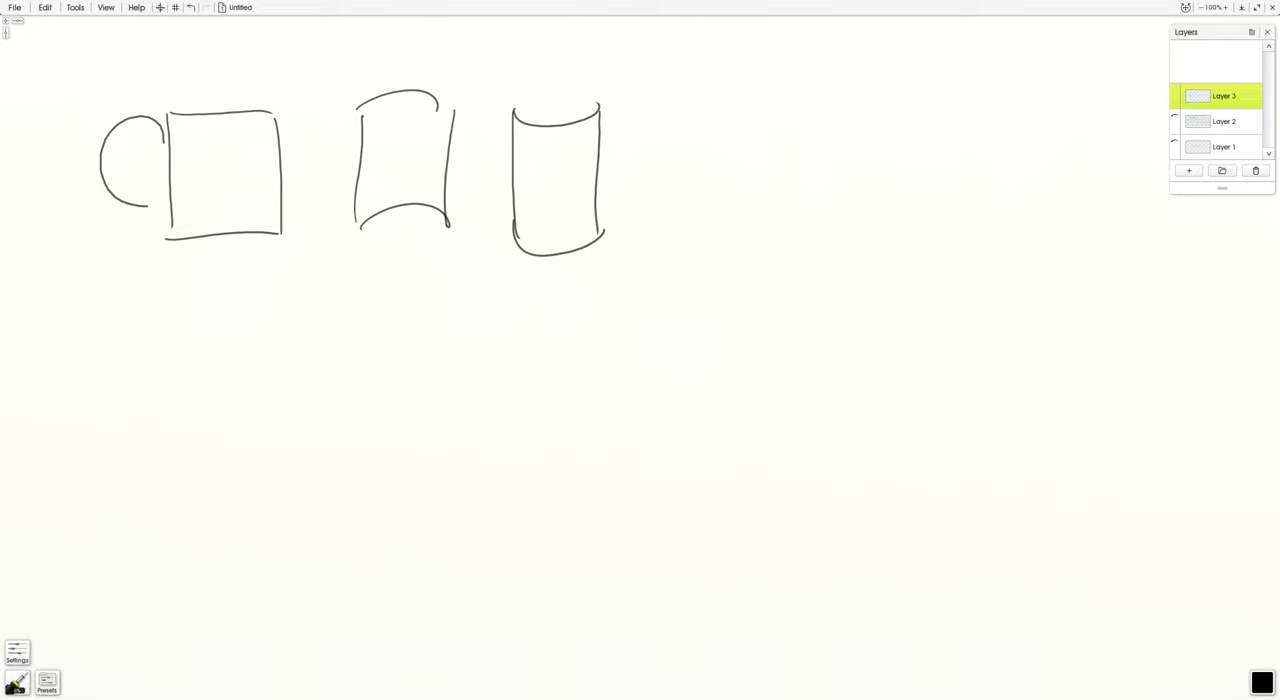 File Edit Tools View Help Untitled −100%+
Layers
Layer 3
Layer 2
Layer 1
Settings
Presets